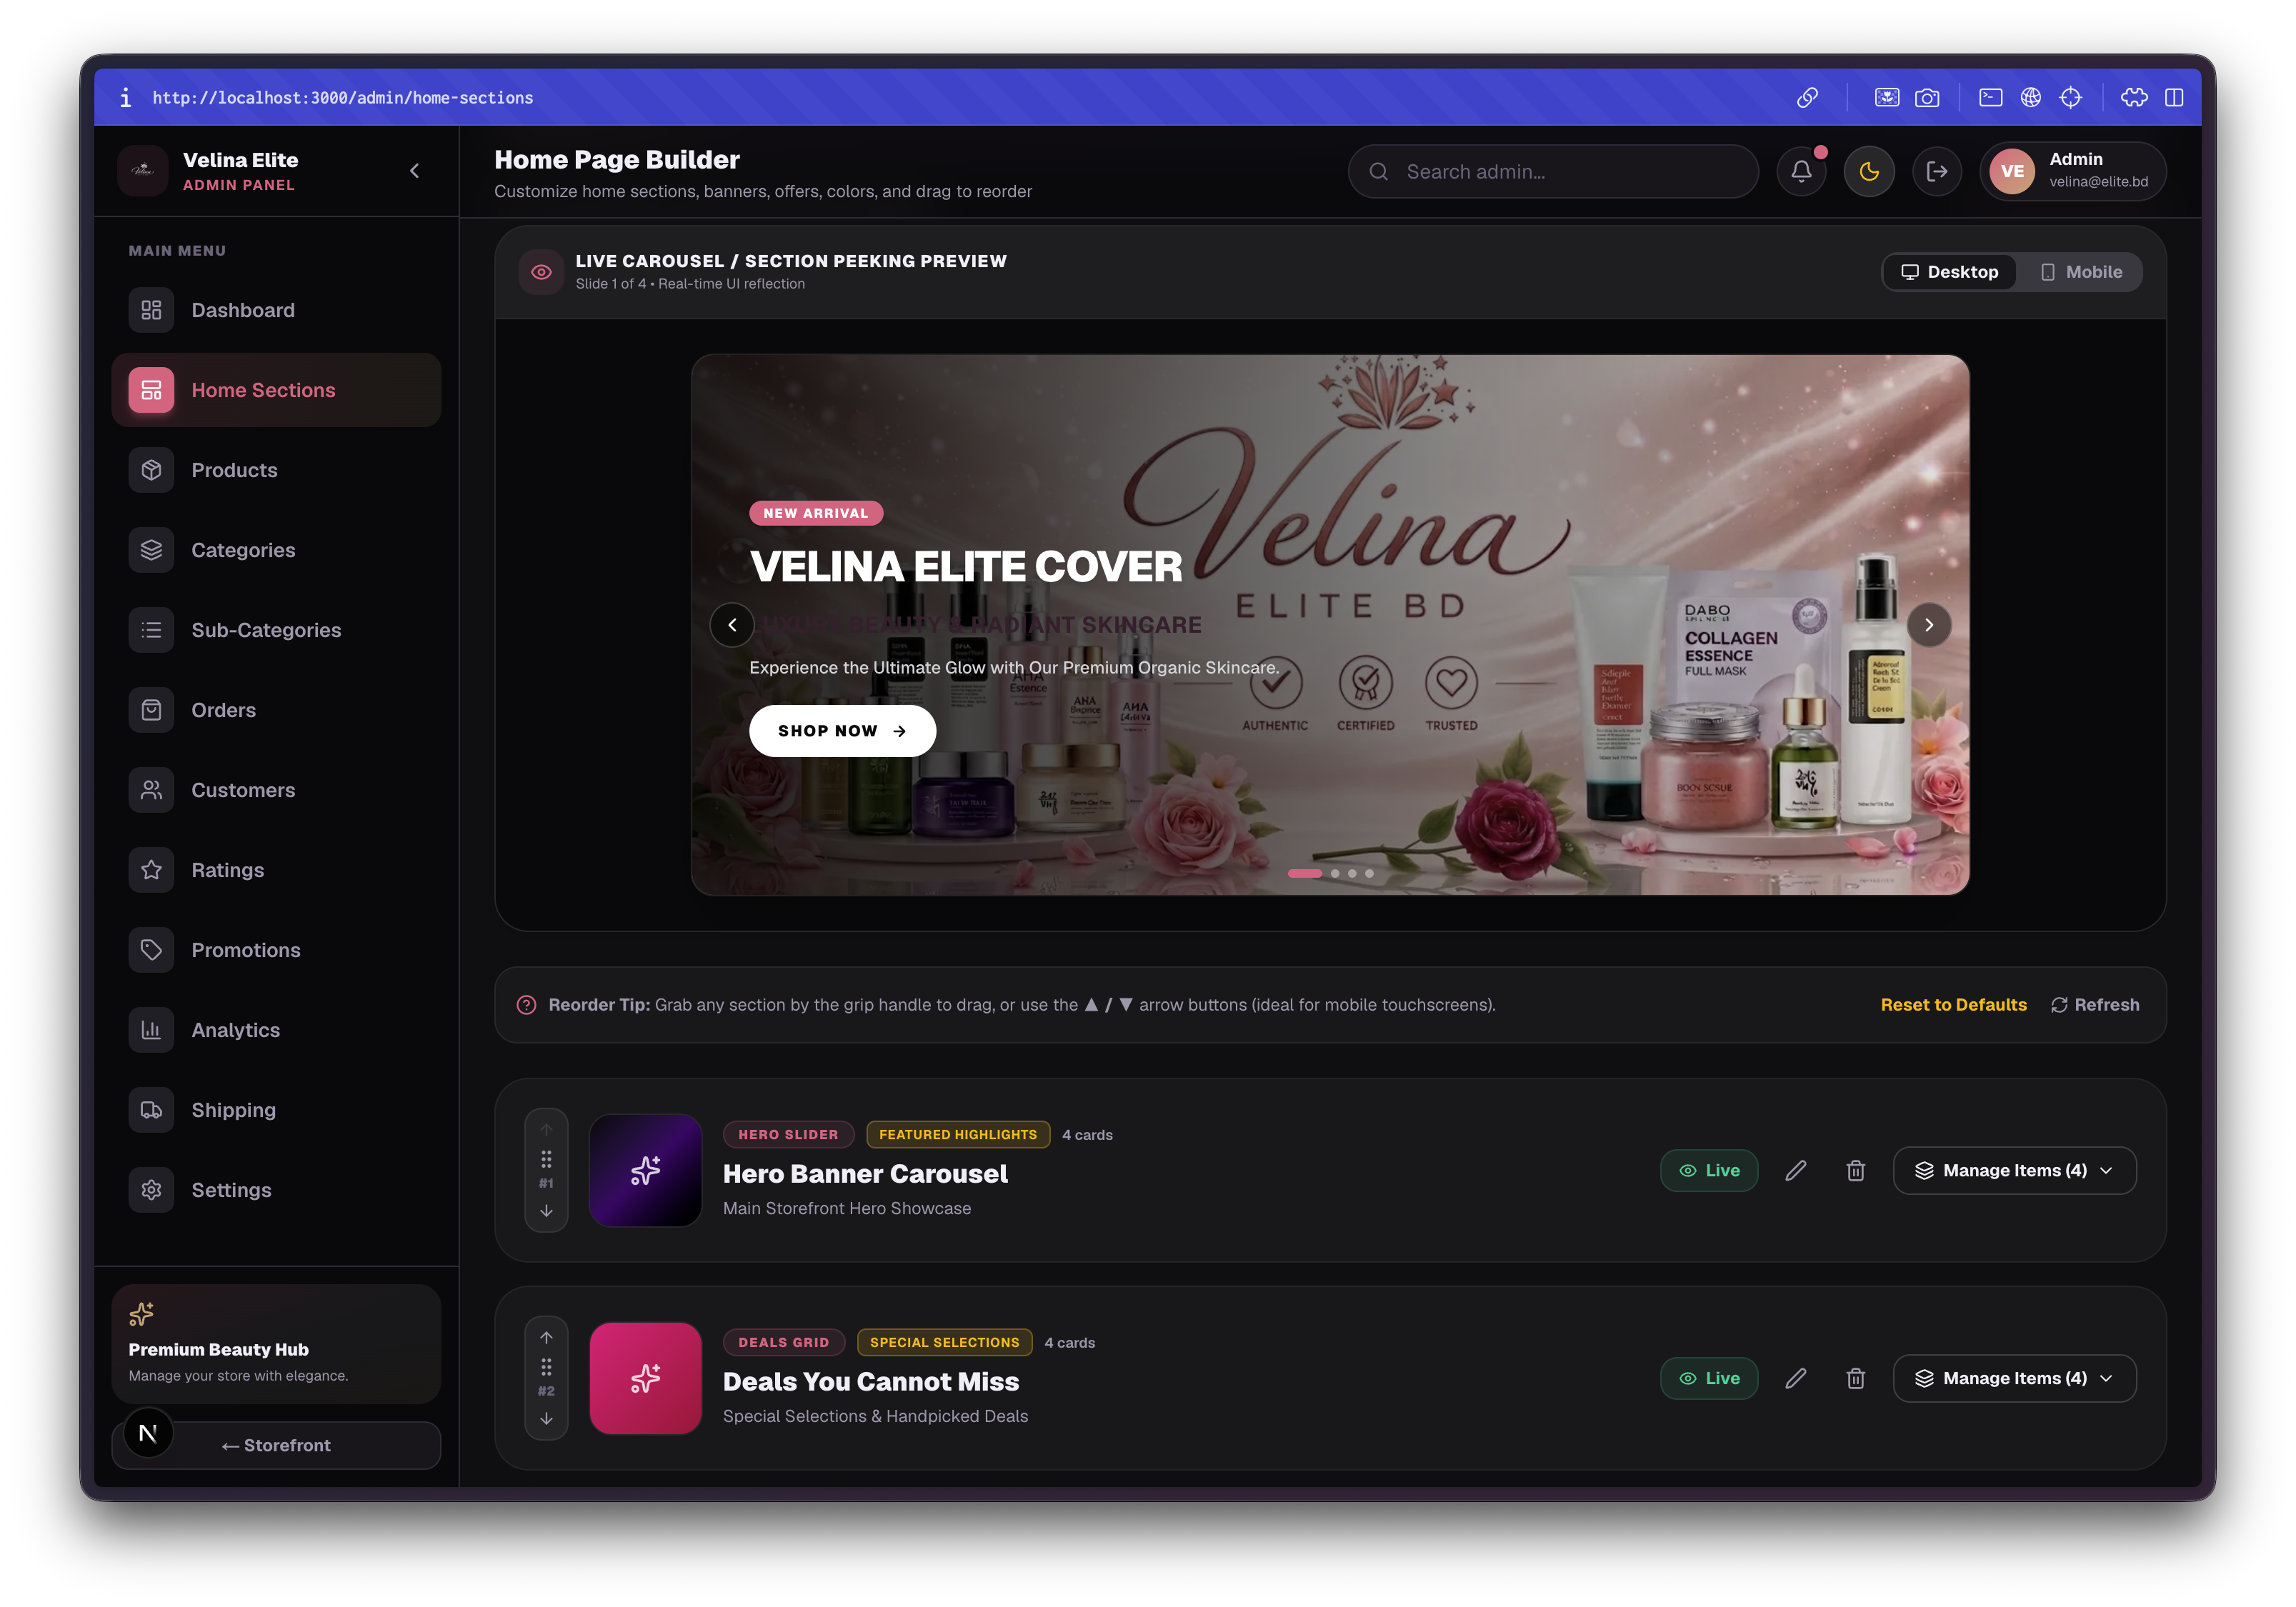 http://localhost:3000/admin/home-sections
Velina Elite
ADMIN PANEL
Home Page Builder
Customize home sections, banners, offers, colors, and drag to reorder
Search admin...
VE
Admin
velina@elite.bd
MAIN MENU
Dashboard
Home Sections
Products
Categories
Sub-Categories
Orders
Customers
Ratings
Promotions
Analytics
Shipping
Settings
Premium Beauty Hub
Manage your store with elegance.
N
← Storefront
LIVE CAROUSEL / SECTION PEEKING PREVIEW
Slide 1 of 4 • Real-time UI reflection
Desktop
Mobile
Velina
ELITE BD
NEW ARRIVAL
VELINA ELITE COVER
LUXURY BEAUTY & RADIANT SKINCARE
Experience the Ultimate Glow with Our Premium Organic Skincare.
SHOP NOW →
AUTHENTIC
CERTIFIED
TRUSTED
DABO
COLLAGEN
ESSENCE
FULL MASK
AHA
Reorder Tip: Grab any section by the grip handle to drag, or use the ▲ / ▼ arrow buttons (ideal for mobile touchscreens).
Reset to Defaults
Refresh
#1
HERO SLIDER
FEATURED HIGHLIGHTS
4 cards
Hero Banner Carousel
Main Storefront Hero Showcase
Live
Manage Items (4)
#2
DEALS GRID
SPECIAL SELECTIONS
4 cards
Deals You Cannot Miss
Special Selections & Handpicked Deals
Live
Manage Items (4)